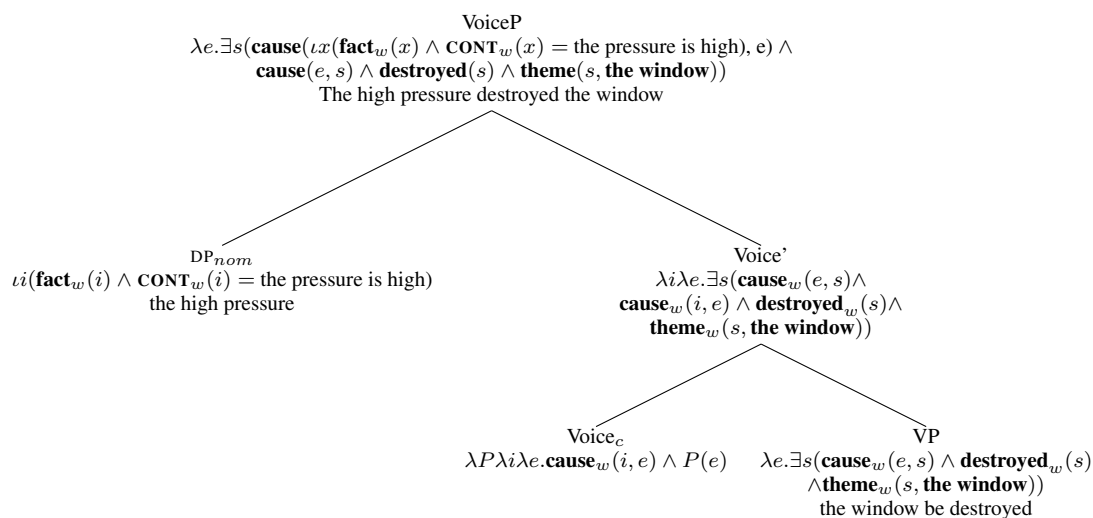 VoiceP
λe.∃s(cause(ιx(fact_w(x) ∧ CONT_w(x) = the pressure is high), e) ∧
cause(e, s) ∧ destroyed(s) ∧ theme(s, the window))
The high pressure destroyed the window
DP_nom
ιi(fact_w(i) ∧ CONT_w(i) = the pressure is high)
the high pressure
Voice’
λiλe.∃s(cause_w(e, s)∧
cause_w(i, e) ∧ destroyed_w(s)∧
theme_w(s, the window))
Voice_c
λPλiλe.cause_w(i, e) ∧ P(e)
VP
λe.∃s(cause_w(e, s) ∧ destroyed_w(s)
∧theme_w(s, the window))
the window be destroyed